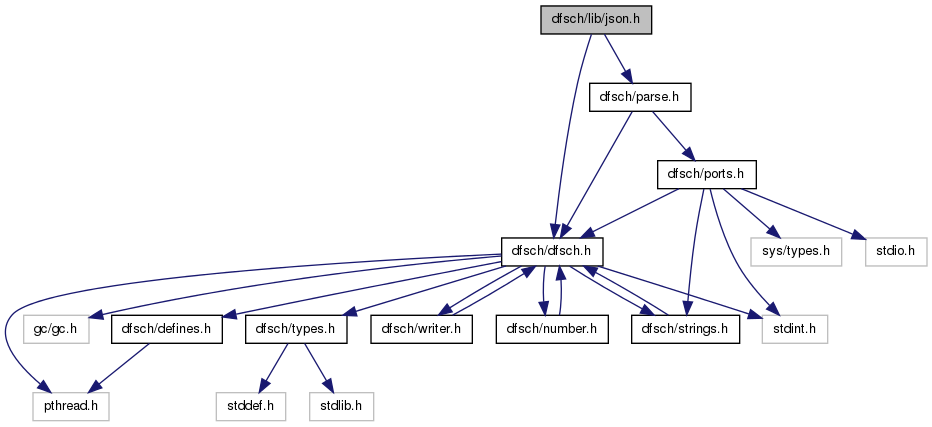 dfsch/lib/json.h
dfsch/parse.h
dfsch/ports.h
dfsch/dfsch.h
sys/types.h
stdio.h
gc/gc.h
dfsch/defines.h
dfsch/types.h
dfsch/writer.h
dfsch/number.h
dfsch/strings.h
stdint.h
pthread.h
stddef.h
stdlib.h